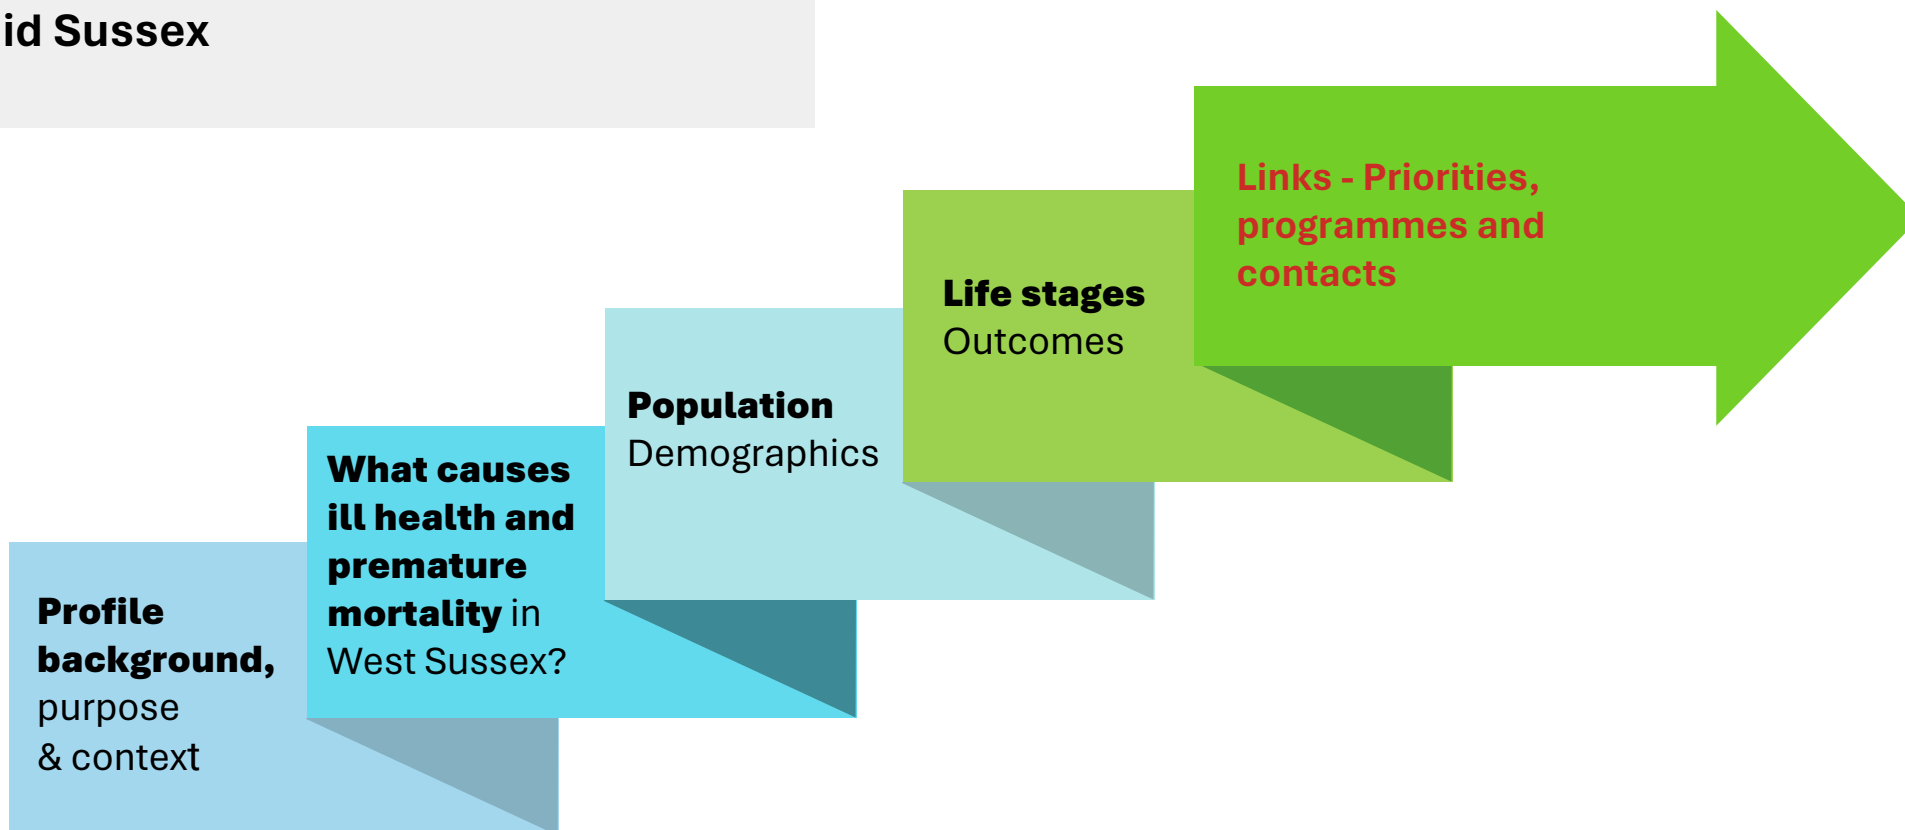 id Sussex
Profile
background,
purpose
& context
What causes
ill health and
premature
mortality in
West Sussex?
Population
Demographics
Life stages
Outcomes
Links - Priorities,
programmes and
contacts